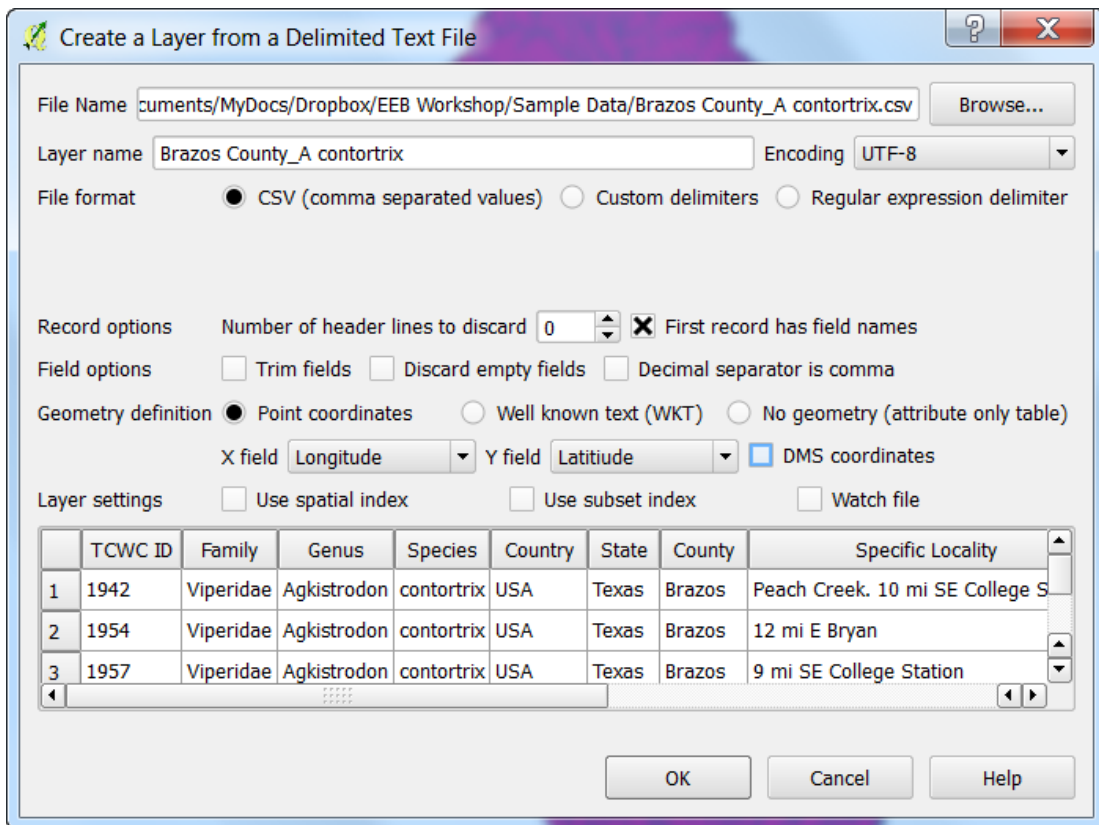 Create a Layer from a Delimited Text File
File Name cuments/MyDocs/Dropbox/EEB Workshop/Sample Data/Brazos County_A contortrix.csv Browse...
Layer name Brazos County_A contortrix Encoding UTF-8
File format CSV (comma separated values) Custom delimiters Regular expression delimiter
Record options Number of header lines to discard 0 First record has field names
Field options Trim fields Discard empty fields Decimal separator is comma
Geometry definition Point coordinates Well known text (WKT) No geometry (attribute only table)
X field Longitude Y field Latitiude DMS coordinates
Layer settings Use spatial index Use subset index Watch file
TCWC ID Family Genus Species Country State County Specific Locality
1 1942 Viperidae Agkistrodon contortrix USA Texas Brazos Peach Creek. 10 mi SE College S
2 1954 Viperidae Agkistrodon contortrix USA Texas Brazos 12 mi E Bryan
3 1957 Viperidae Agkistrodon contortrix USA Texas Brazos 9 mi SE College Station
OK Cancel Help